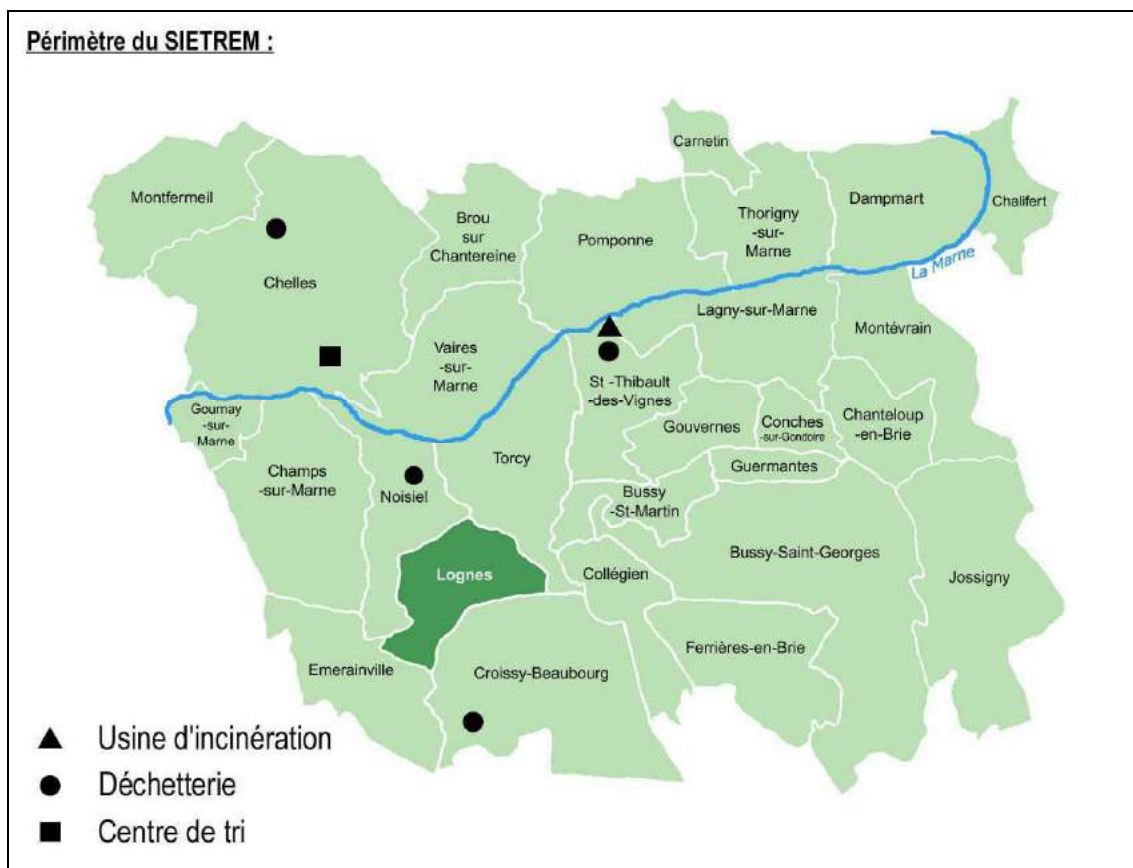 Périmètre du SIETREM :
Carnetin
Montfermeil
Dampmart
Chalifert
Brou
sur
Chantereine
Pomponne
Thorigny
-sur-
Marne
La Marne
Chelles
Lagny-sur-Marne
Montévrain
Vaires
-sur-
Marne
St -Thibault
-des-Vignes
Gournay
-sur-
Marne
Gouvernes
Conches
-sur-Gondoire
Chanteloup
-en-Brie
Champs
-sur-Marne
Torcy
Guermantes
Noisiel
Bussy
-St-Martin
Bussy-Saint-Georges
Lognes
Collégien
Jossigny
Emerainville
Croissy-Beaubourg
Ferrières-en-Brie
Usine d'incinération
Déchetterie
Centre de tri